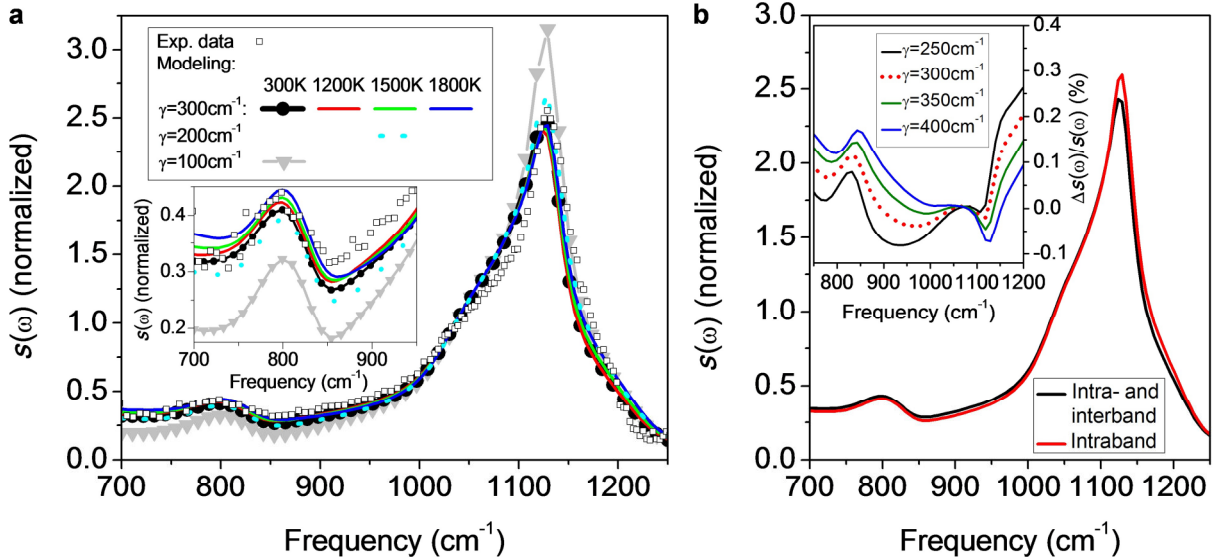 a
Exp. data
Modeling:
300K 1200K 1500K 1800K
γ=300cm⁻¹:
γ=200cm⁻¹
γ=100cm⁻¹
s(ω) (normalized)
3.0
2.5
2.0
1.5
1.0
0.5
0.0
700 800 900 1000 1100 1200
Frequency (cm⁻¹)
s(ω) (normalized)
0.4
0.3
0.2
700 800 900
Frequency (cm⁻¹)
b
s(ω) (normalized)
3.0
2.5
2.0
1.5
1.0
0.5
0.0
700 800 900 1000 1100 1200
Frequency (cm⁻¹)
γ=250cm⁻¹
γ=300cm⁻¹
γ=350cm⁻¹
γ=400cm⁻¹
0.4
0.3
0.2
0.1
0.0
-0.1
Δs(ω)/s(ω) (%)
800 900 1000 1100 1200
Frequency (cm⁻¹)
Intra- and
interband
Intraband